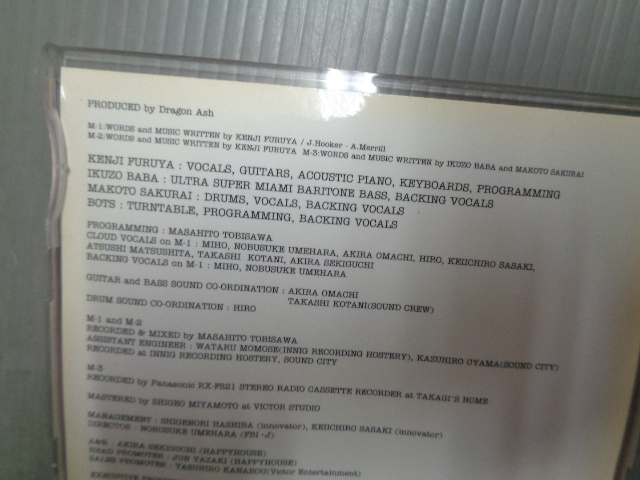 PRODUCED by Dragon Ash
M-1:WORDS and MUSIC WRITTEN by KENJI FURUYA / J.Hooker - A.Merrill
M-2:WORDS and MUSIC WRITTEN by KENJI FURUYA M-3:WORDS and MUSIC WRITTEN by IKUZO BABA and MAKOTO SAKURAI
KENJI FURUYA : VOCALS, GUITARS, ACOUSTIC PIANO, KEYBOARDS, PROGRAMMING
IKUZO BABA : ULTRA SUPER MIAMI BARITONE BASS, BACKING VOCALS
MAKOTO SAKURAI : DRUMS, VOCALS, BACKING VOCALS
BOTS : TURNTABLE, PROGRAMMING, BACKING VOCALS
PROGRAMMING : MASAHITO TOBISAWA
CLOUD VOCALS on M-1 : MIHO, NOBUSUKE UMEHARA, AKIRA OMACHI, HIRO, KEIICHIRO SASAKI,
ATSUSHI MATSUSHITA, TAKASHI KOTANI, AKIRA SEKIGUCHI
BACKING VOCALS on M-1 : MIHO, NOBUSUKE UMEHARA
GUITAR and BASS SOUND CO-ORDINATION : AKIRA OMACHI
TAKASHI KOTANI(SOUND CREW)
DRUM SOUND CO-ORDINATION : HIRO
M-1 and M-2
RECORDED & MIXED by MASAHITO TOBISAWA
ASSISTANT ENGINEER : WATARU MOMOSE(INNIG RECORDING HOSTERY), KAZUHIRO OYAMA(SOUND CITY)
RECORDED at INNIG RECORDING HOSTERY, SOUND CITY
M-3
RECORDED by Panasonic RX-FS21 STEREO RADIO CASSETTE RECORDER at TAKAGI'S HOME
MASTERED by SHIGEO MIYAMOTO at VICTOR STUDIO
MANAGEMENT : SHIGENORI HASHIRA (innovator), KEIICHIRO SASAKI (innovator)
DIRECTOR : NOBUSUKE UMEHARA (FBI -J)
A&R : AKIRA SEKIGUCHI (HAPPYHOUSE)
HEAD PROMOTER : JUN YAZAKI (HAPPYHOUSE)
SALES PROMOTER : YASUHIRO KARABOU(Victor Entertainment)
EXECUTIVE